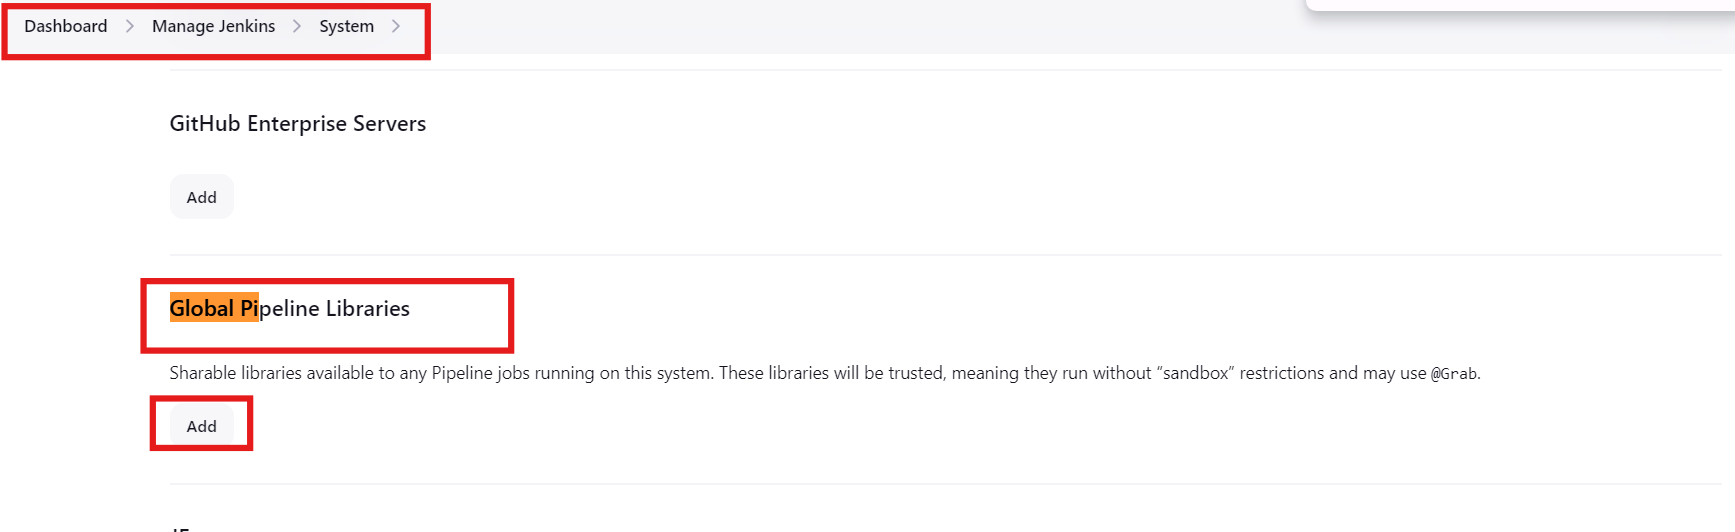 Dashboard > Manage Jenkins > System >
GitHub Enterprise Servers
Add
Global Pipeline Libraries
Sharable libraries available to any Pipeline jobs running on this system. These libraries will be trusted, meaning they run without “sandbox” restrictions and may use @Grab.
Add